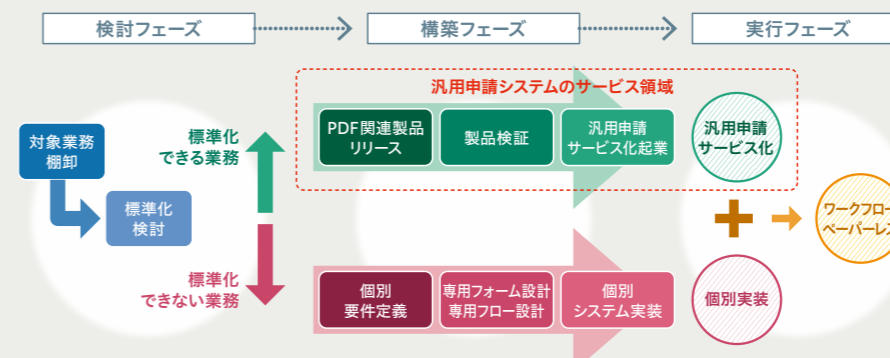 検討フェーズ
構築フェーズ
実行フェーズ
汎用申請システムのサービス領域
対象業務
棚卸
標準化
検討
標準化
できる業務
PDF関連製品
リリース
製品検証
汎用申請
サービス化起業
汎用申請
サービス化
ワークフロー
ペーパーレス
標準化
できない業務
個別
要件定義
専用フォーム設計
専用フロー設計
個別
システム実装
個別実装